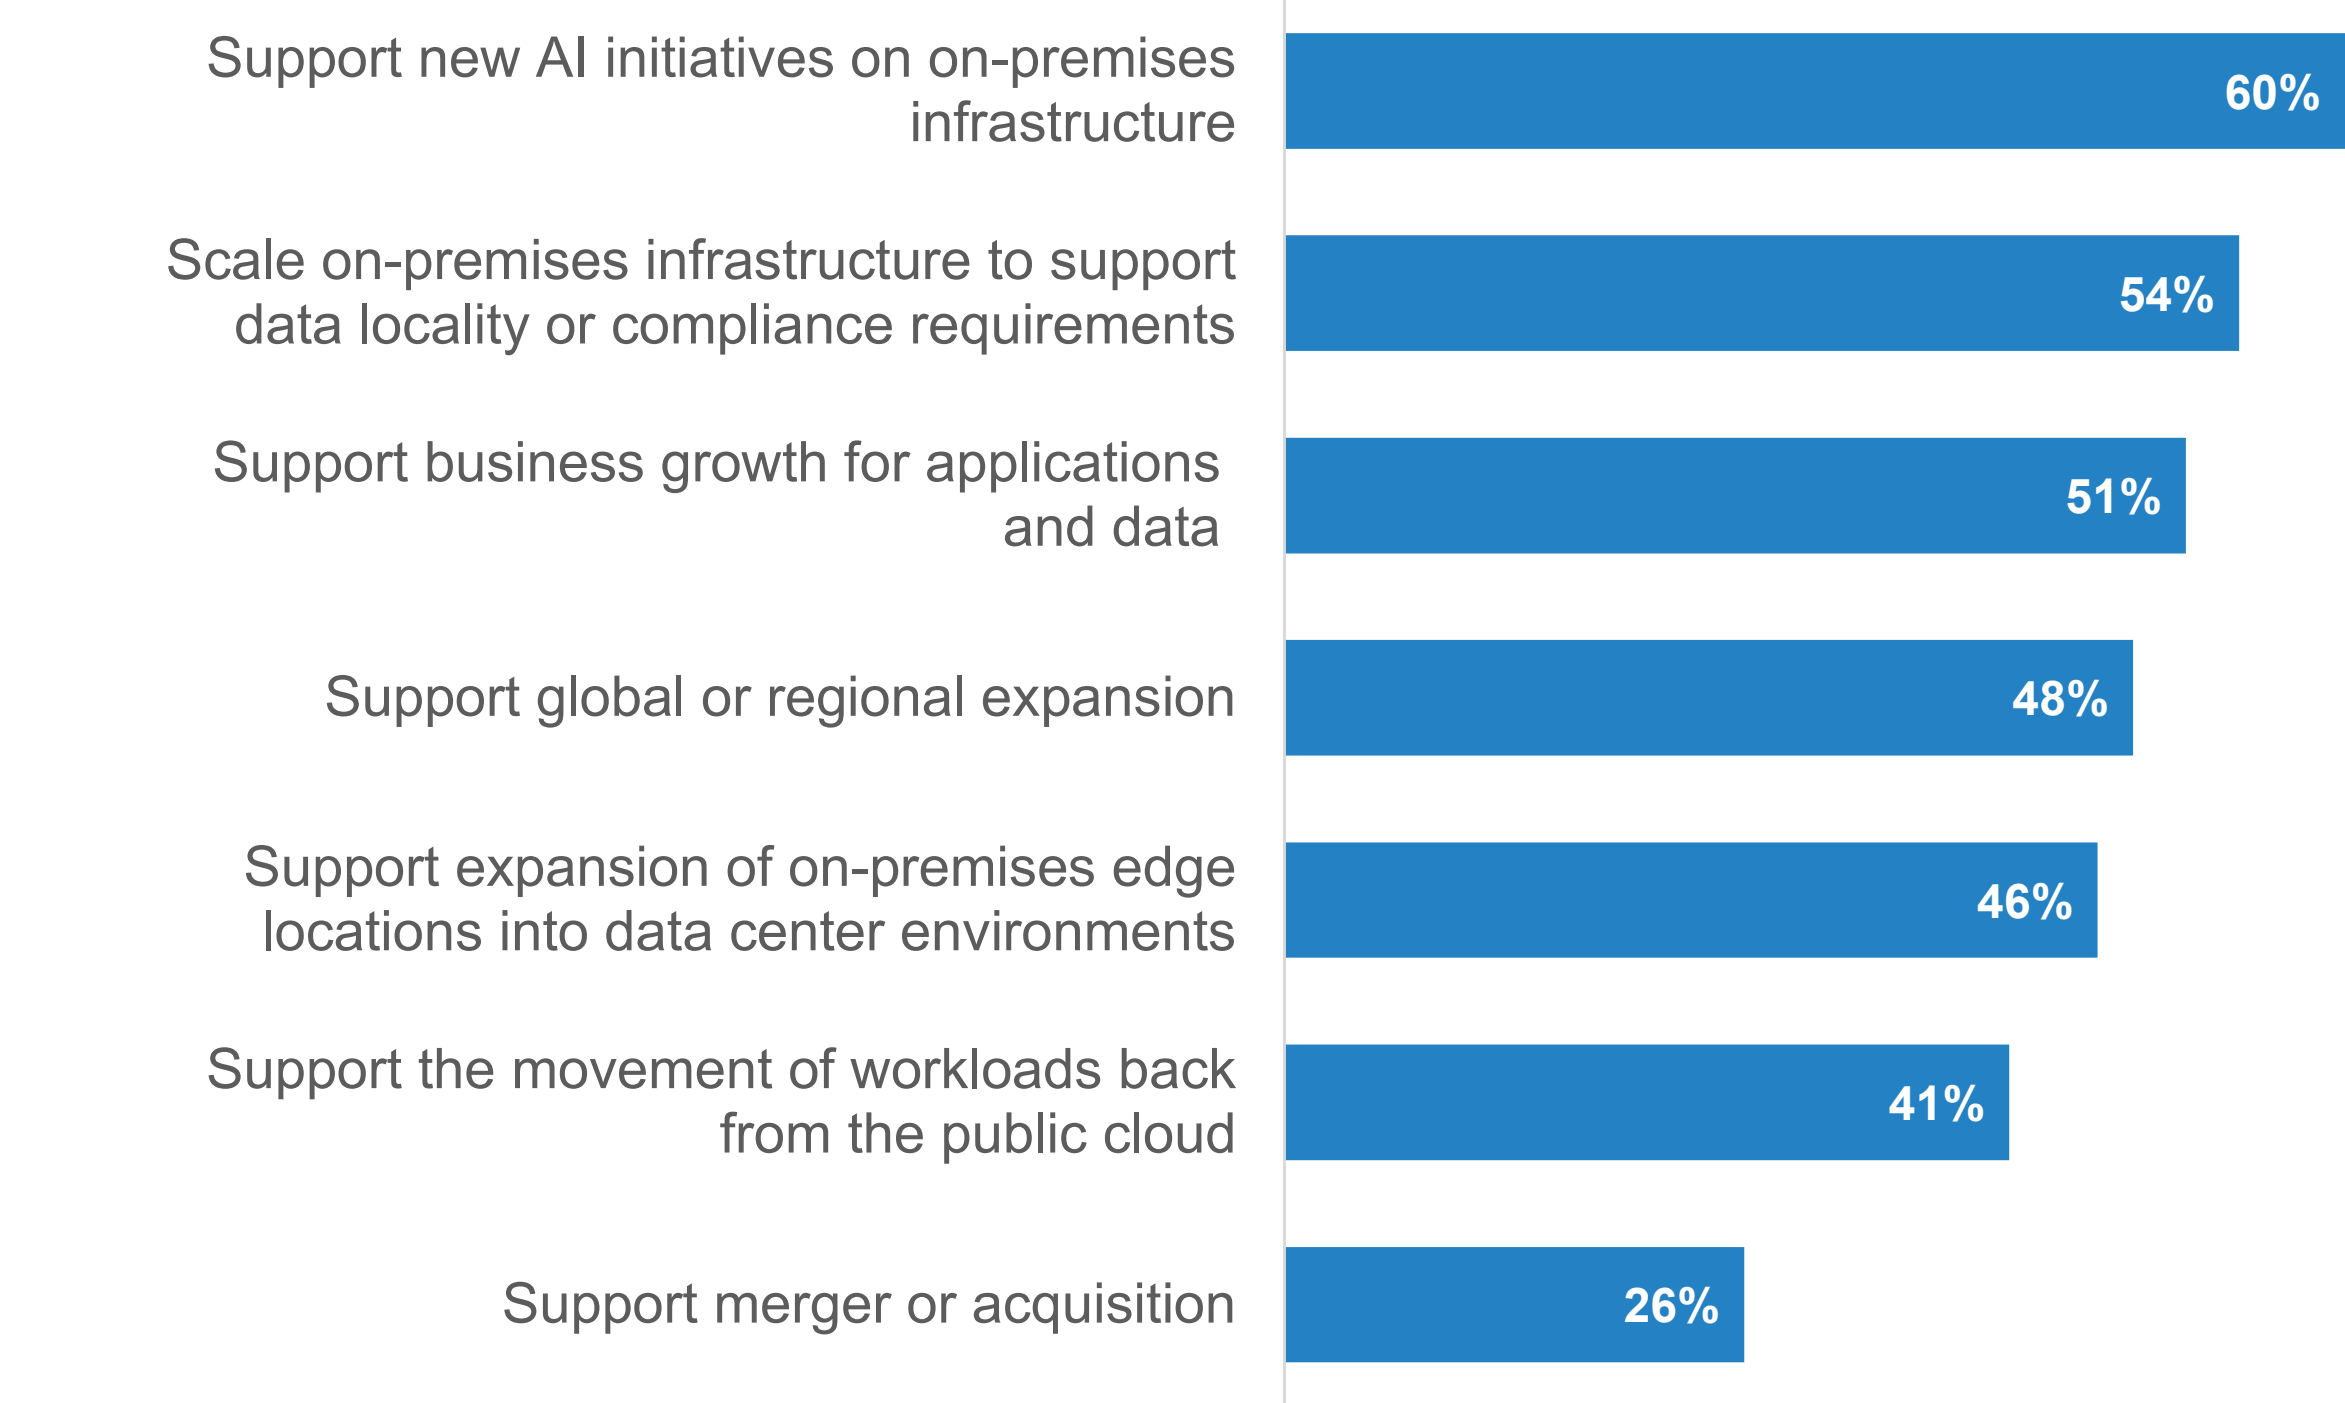 Support new AI initiatives on on-premises
infrastructure
60%
Scale on-premises infrastructure to support
data locality or compliance requirements
54%
Support business growth for applications
and data
51%
Support global or regional expansion
48%
Support expansion of on-premises edge
locations into data center environments
46%
Support the movement of workloads back
from the public cloud
41%
Support merger or acquisition
26%